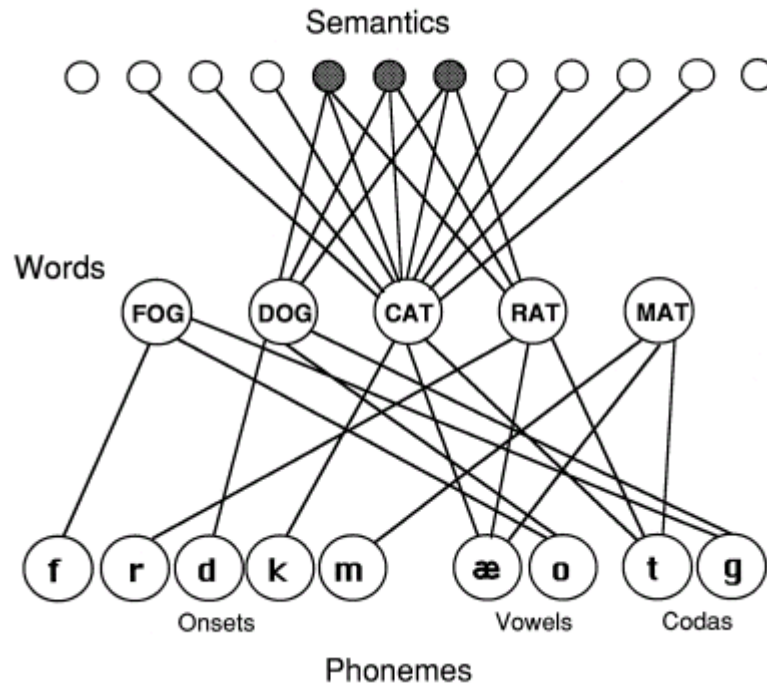 Semantics
Words
FOG DOG CAT RAT MAT
f r d k m æ o t g
Onsets Vowels Codas
Phonemes